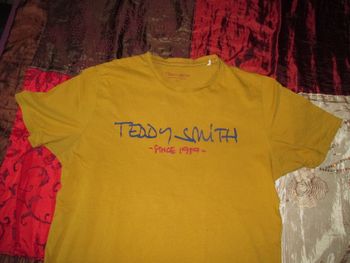 TEDDY SMITH
- SINCE 1989 -